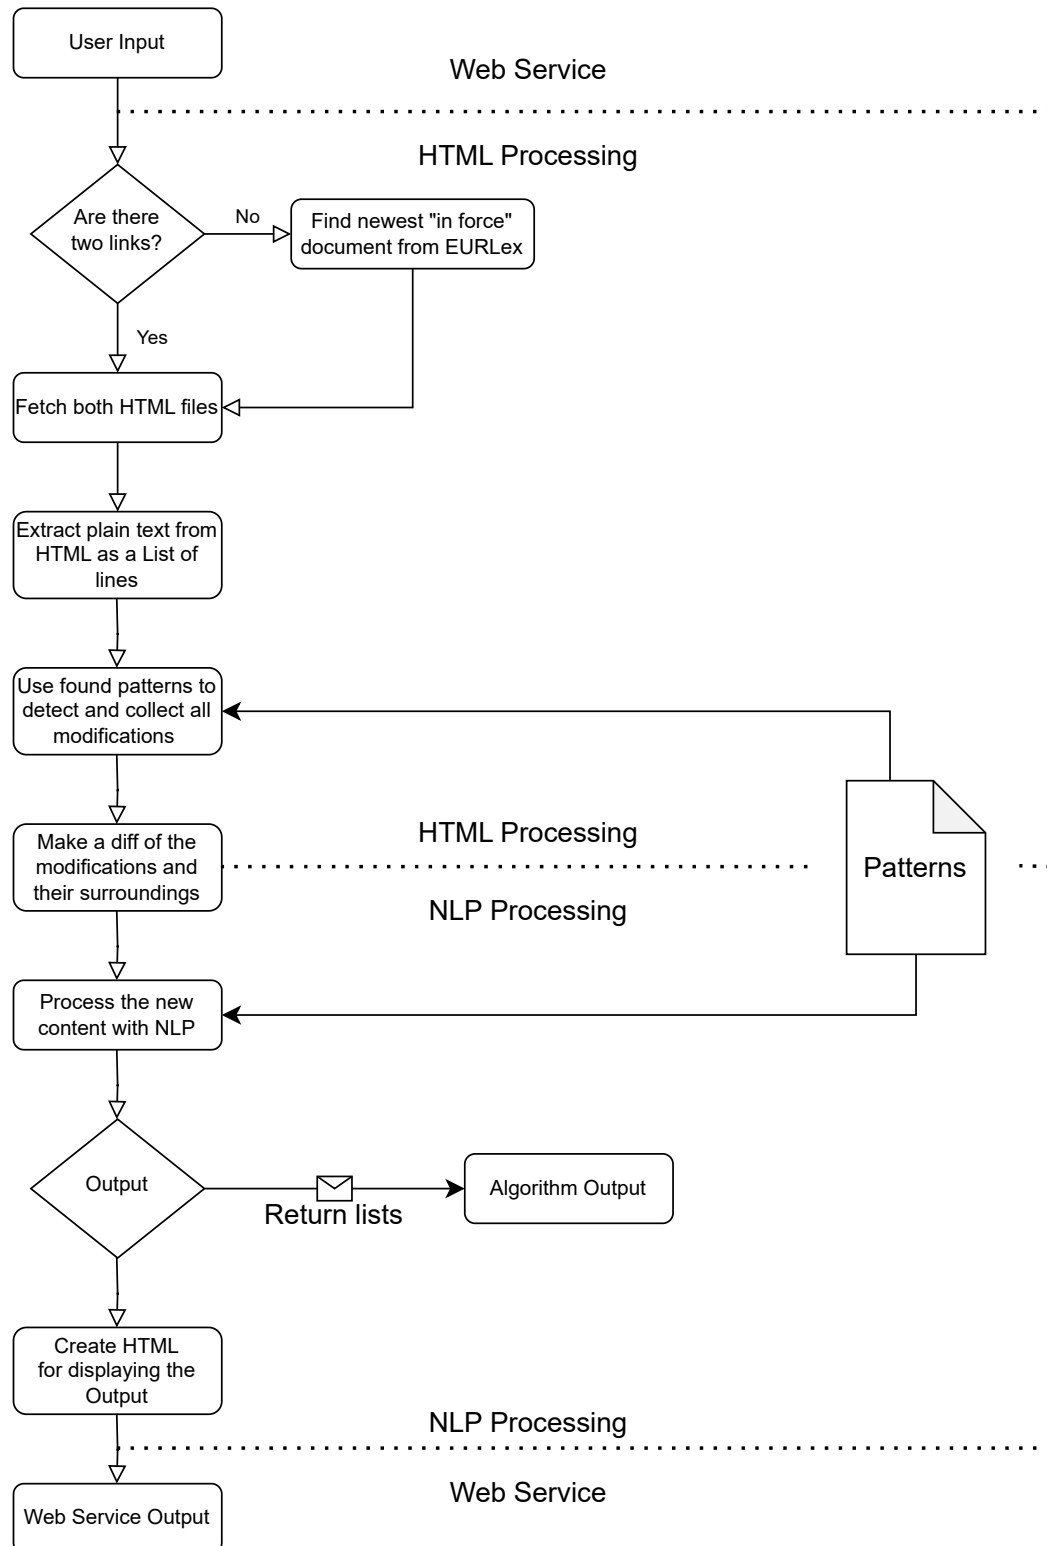 User Input
Web Service
HTML Processing
Are there
two links?
No
Find newest "in force"
document from EURLex
Yes
Fetch both HTML files
Extract plain text from
HTML as a List of
lines
Use found patterns to
detect and collect all
modifications
Make a diff of the
modifications and
their surroundings
HTML Processing
NLP Processing
Patterns
Process the new
content with NLP
Output
Return lists
Algorithm Output
Create HTML
for displaying the
Output
NLP Processing
Web Service
Web Service Output